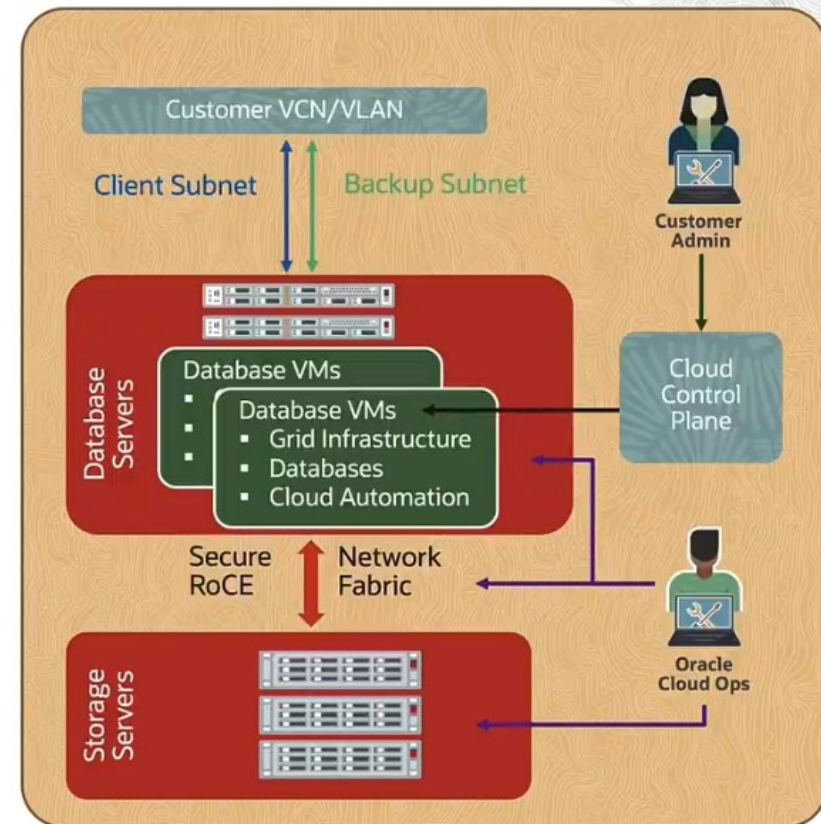 Customer VCN/VLAN
Client Subnet
Backup Subnet
Customer
Admin
Database
Servers
Database VMs
▪
▪
▪
Database VMs
▪ Grid Infrastructure
▪ Databases
▪ Cloud Automation
Cloud
Control
Plane
Secure
RoCE
Network
Fabric
Oracle
Cloud Ops
Storage
Servers